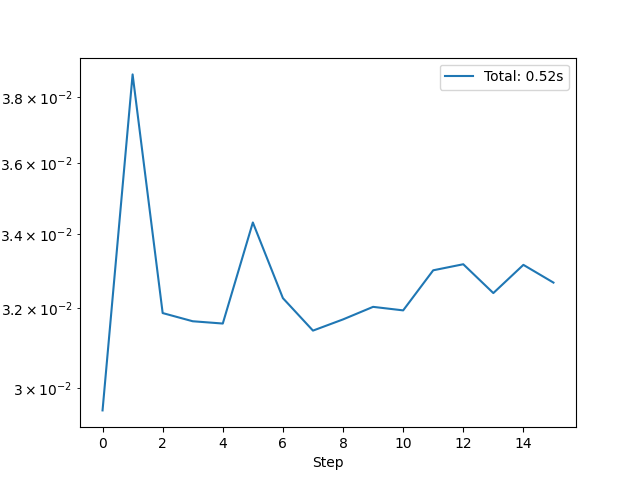 Total: 0.52s
3.8 × 10⁻²
3.6 × 10⁻²
3.4 × 10⁻²
3.2 × 10⁻²
3 × 10⁻²
0 2 4 6 8 10 12 14
Step